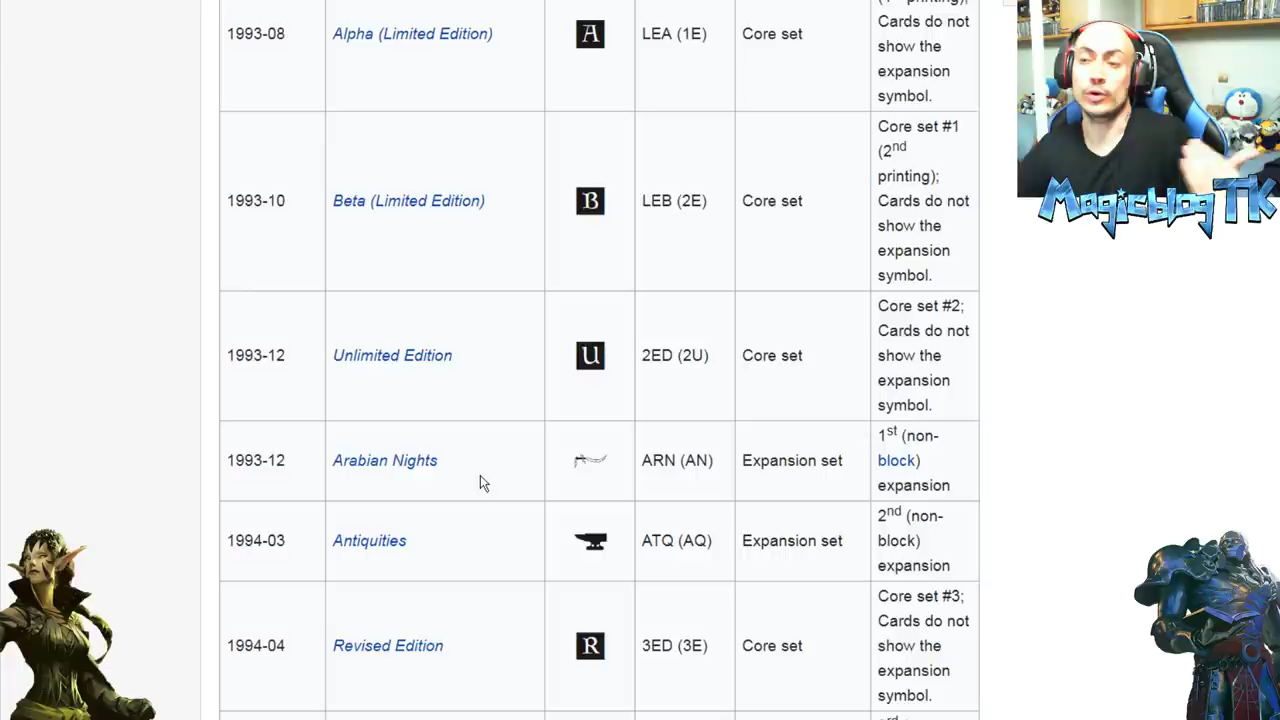 (1st printing);
1993-08 Alpha (Limited Edition) A LEA (1E) Core set Cards do not
show the
expansion
symbol.
Core set #1
(2nd
printing);
1993-10 Beta (Limited Edition) B LEB (2E) Core set Cards do not
show the
expansion
symbol.
Core set #2;
Cards do not
1993-12 Unlimited Edition U 2ED (2U) Core set show the
expansion
symbol.
1st (non-
1993-12 Arabian Nights ARN (AN) Expansion set block)
expansion
2nd (non-
1994-03 Antiquities ATQ (AQ) Expansion set block)
expansion
Core set #3;
Cards do not
1994-04 Revised Edition R 3ED (3E) Core set show the
expansion
symbol.
MagicblogTK